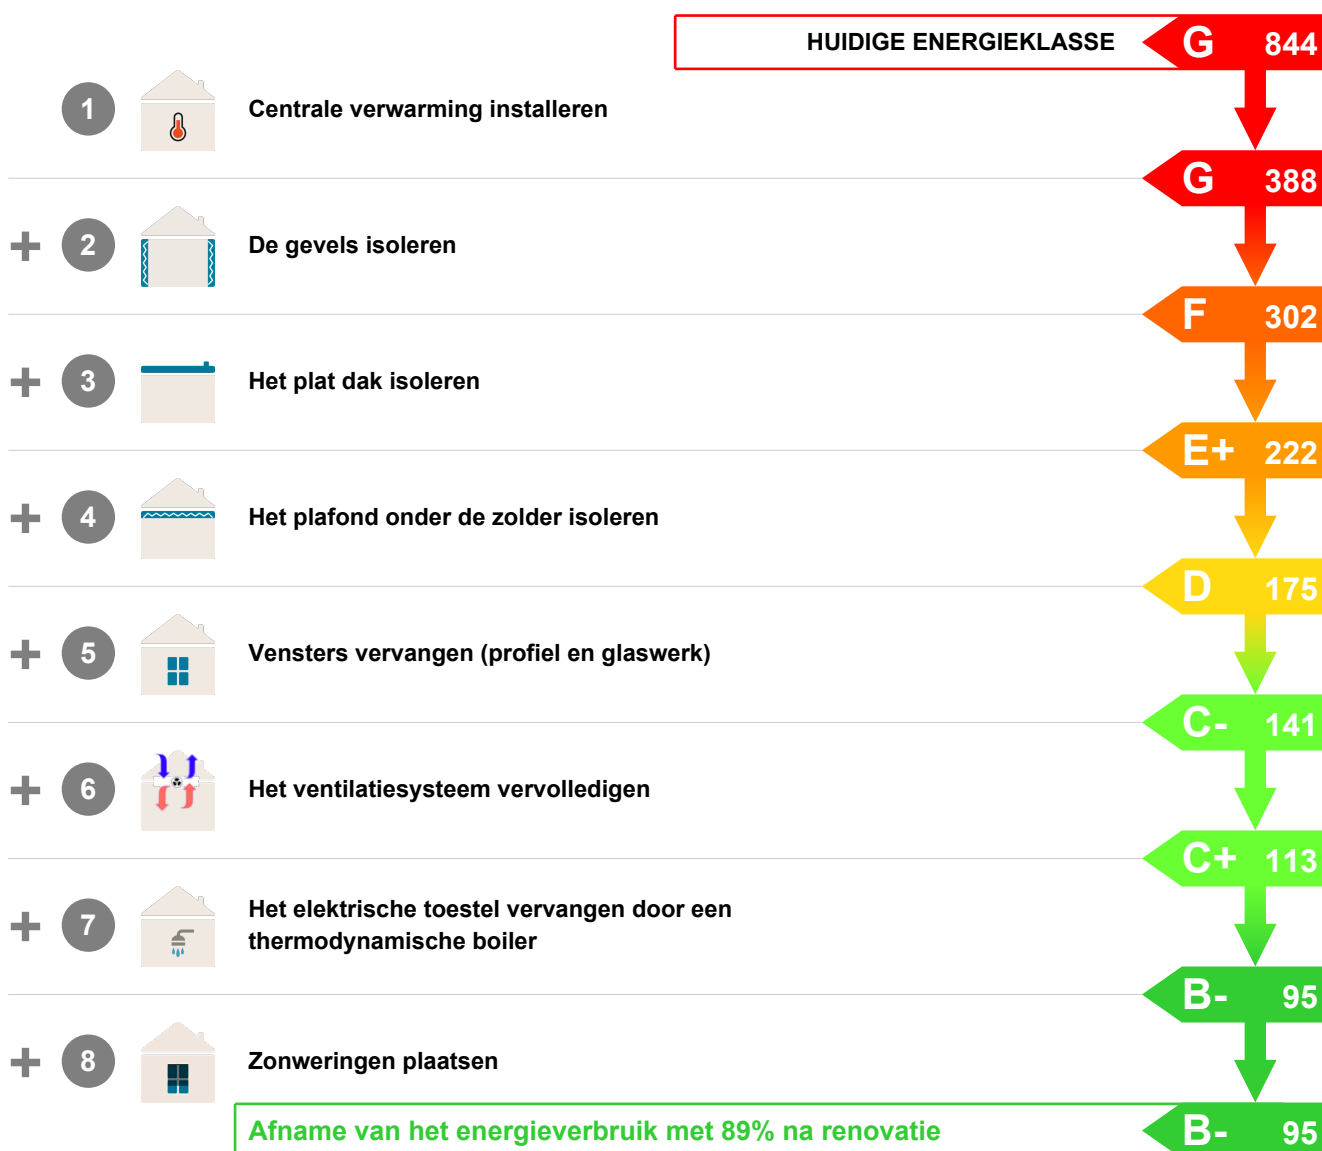 HUIDIGE ENERGIEKLASSE G 844
1 Centrale verwarming installeren
G 388
+ 2 De gevels isoleren
F 302
+ 3 Het plat dak isoleren
E+ 222
+ 4 Het plafond onder de zolder isoleren
D 175
+ 5 Vensters vervangen (profiel en glaswerk)
C- 141
+ 6 Het ventilatiesysteem vervolledigen
C+ 113
+ 7 Het elektrische toestel vervangen door een
thermodynamische boiler
B- 95
+ 8 Zonweringen plaatsen
Afname van het energieverbruik met 89% na renovatie B- 95